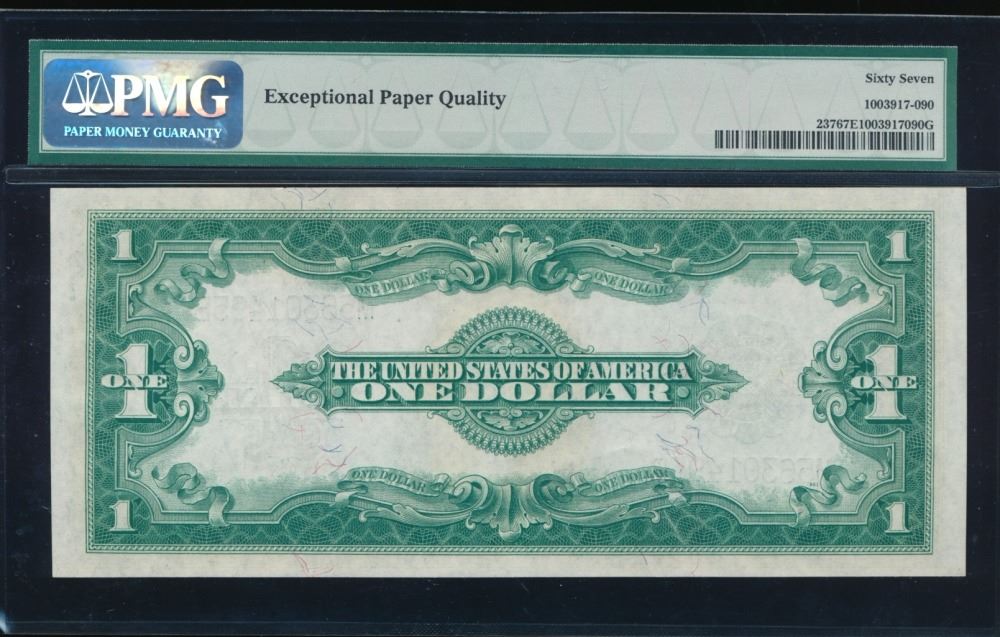 PMG
PAPER MONEY GUARANTY
Exceptional Paper Quality
Sixty Seven
1003917-090
23767E1003917090G
1
1
ONE DOLLAR
ONE DOLLAR
THE UNITED STATES OF AMERICA
ONE DOLLAR
1
ONE
1
ONE
ONE DOLLAR
ONE DOLLAR
1
1